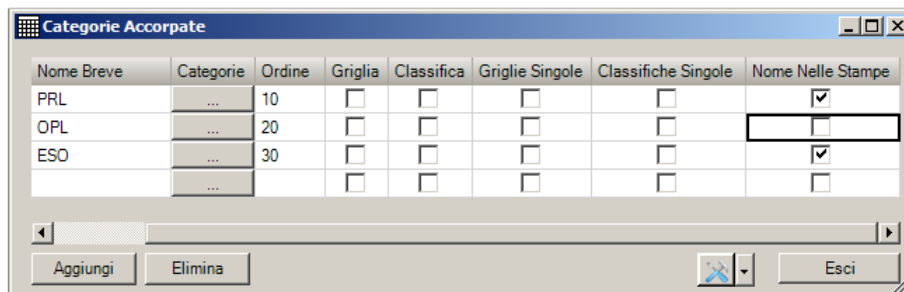 Categorie Accorpate
Nome Breve Categorie Ordine Griglia Classifica Griglie Singole Classifiche Singole Nome Nelle Stampe
PRL ... 10
OPL ... 20
ESO ... 30
...
Aggiungi Elimina Esci